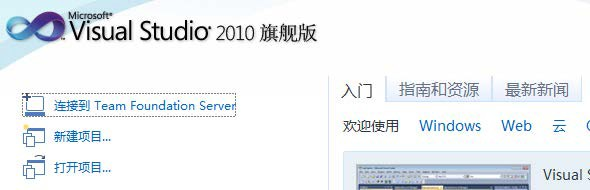 Microsoft®
Visual Studio® 2010 旗舰版
连接到 Team Foundation Server
新建项目...
打开项目...
入门 指南和资源 最新新闻
欢迎使用 Windows Web 云
Visual S